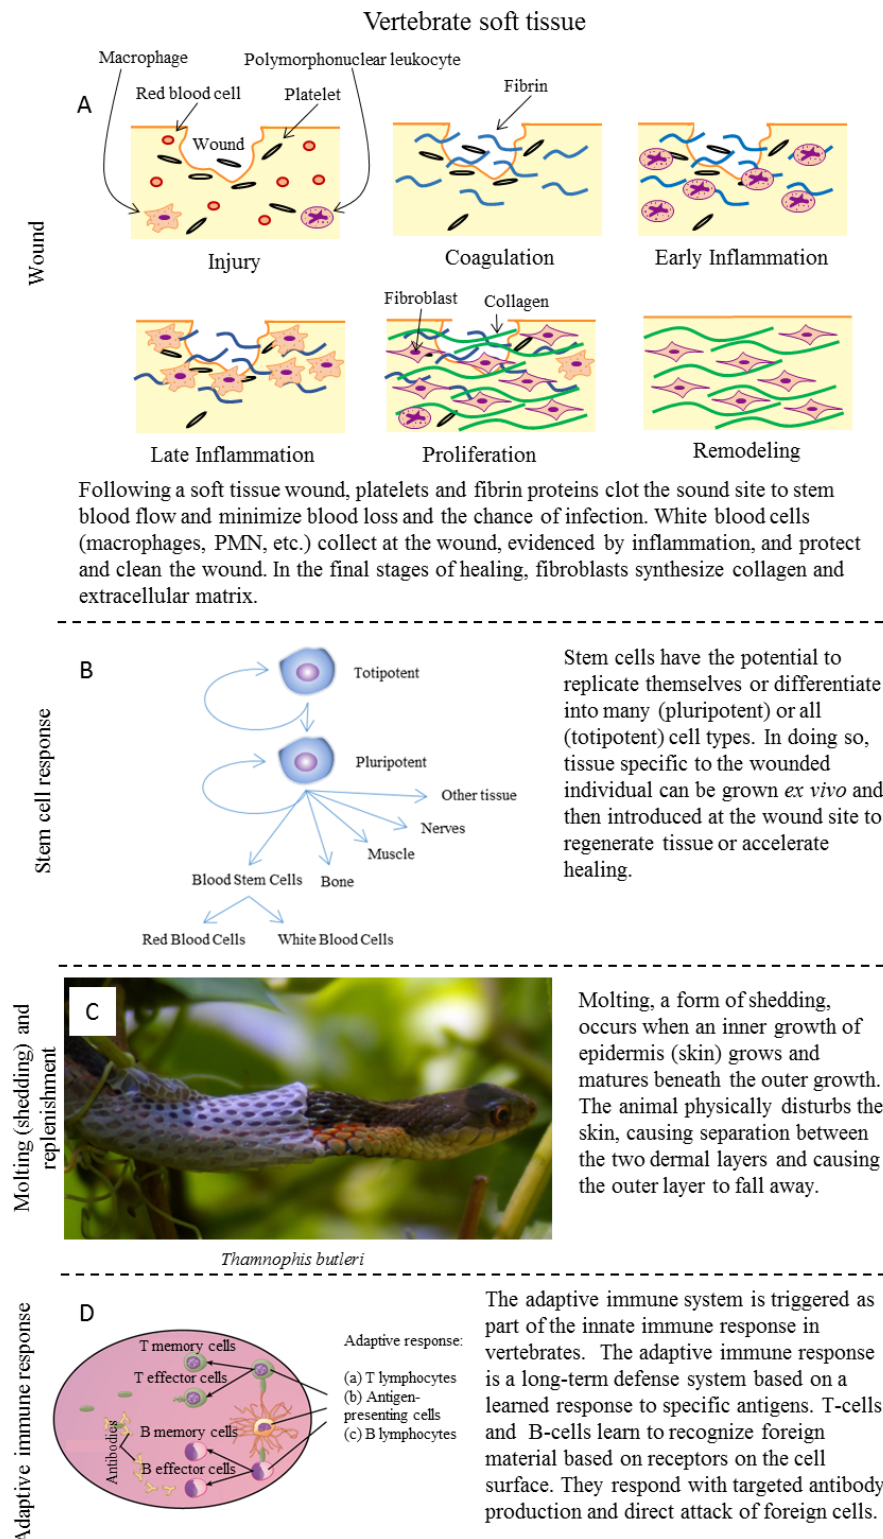 Vertebrate soft tissue
Macrophage
Polymorphonuclear leukocyte
A
Red blood cell
Platelet
Fibrin
Wound
Injury
Coagulation
Early Inflammation
Wound
Fibroblast
Collagen
Late Inflammation
Proliferation
Remodeling
Following a soft tissue wound, platelets and fibrin proteins clot the sound site to stem
blood flow and minimize blood loss and the chance of infection. White blood cells
(macrophages, PMN, etc.) collect at the wound, evidenced by inflammation, and protect
and clean the wound. In the final stages of healing, fibroblasts synthesize collagen and
extracellular matrix.
Stem cell response
B
Totipotent
Pluripotent
Other tissue
Nerves
Muscle
Blood Stem Cells
Bone
Red Blood Cells
White Blood Cells
Stem cells have the potential to
replicate themselves or differentiate
into many (pluripotent) or all
(totipotent) cell types. In doing so,
tissue specific to the wounded
individual can be grown ex vivo and
then introduced at the wound site to
regenerate tissue or accelerate
healing.
Molting (shedding) and
replenishment
C
Thamnophis butleri
Molting, a form of shedding,
occurs when an inner growth of
epidermis (skin) grows and
matures beneath the outer growth.
The animal physically disturbs the
skin, causing separation between
the two dermal layers and causing
the outer layer to fall away.
Adaptive immune response
D
T memory cells
T effector cells
B memory cells
Antibodies
B effector cells
Adaptive response:
(a) T lymphocytes
(b) Antigen-
presenting cells
(c) B lymphocytes
The adaptive immune system is triggered as
part of the innate immune response in
vertebrates. The adaptive immune response
is a long-term defense system based on a
learned response to specific antigens. T-cells
and B-cells learn to recognize foreign
material based on receptors on the cell
surface. They respond with targeted antibody
production and direct attack of foreign cells.